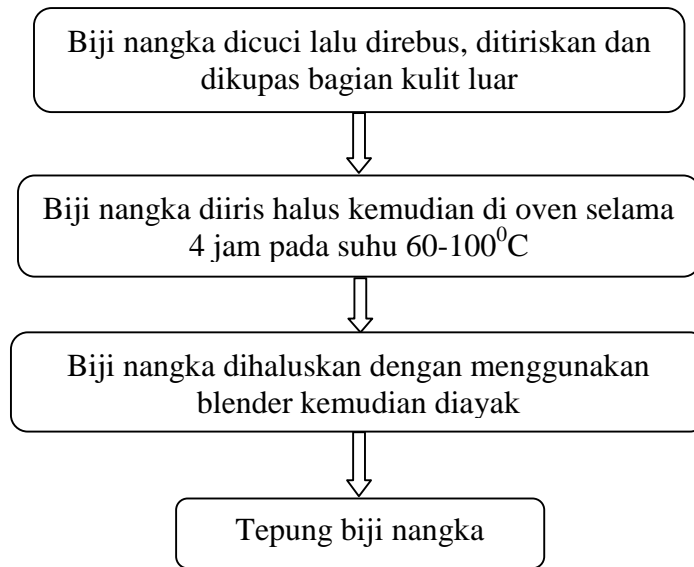 Biji nangka dicuci lalu direbus, ditiriskan dan
dikupas bagian kulit luar
Biji nangka diiris halus kemudian di oven selama
4 jam pada suhu 60-100⁰C
Biji nangka dihaluskan dengan menggunakan
blender kemudian diayak
Tepung biji nangka